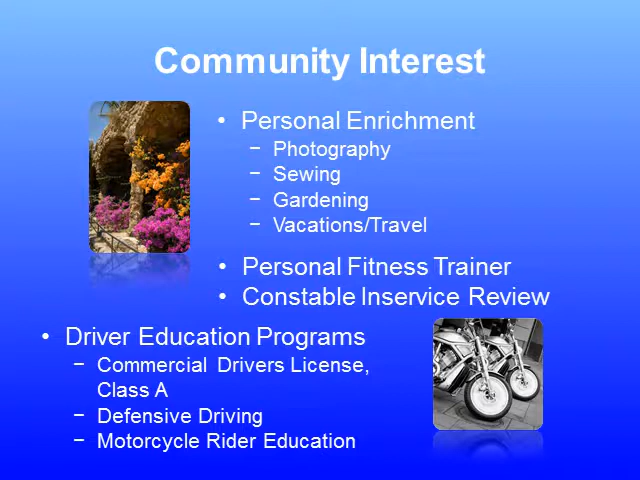 Community Interest
• Personal Enrichment
– Photography
– Sewing
– Gardening
– Vacations/Travel
• Personal Fitness Trainer
• Constable Inservice Review
• Driver Education Programs
– Commercial Drivers License,
Class A
– Defensive Driving
– Motorcycle Rider Education